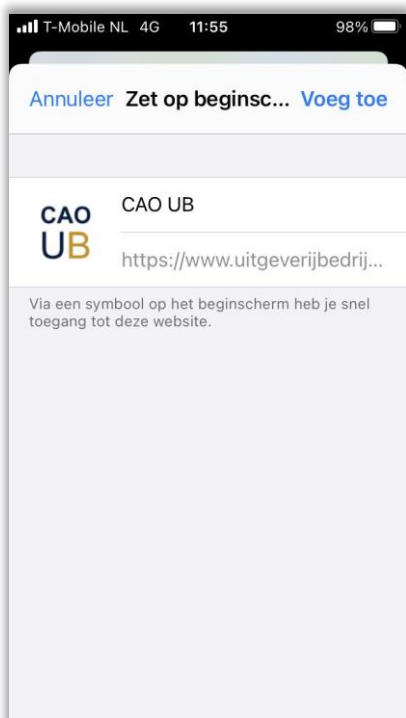 T-Mobile NL 4G 11:55 98%
Annuleer Zet op beginsc... Voeg toe
CAO
UB
CAO UB
https://www.uitgeverijbedrij...
Via een symbool op het beginscherm heb je snel
toegang tot deze website.